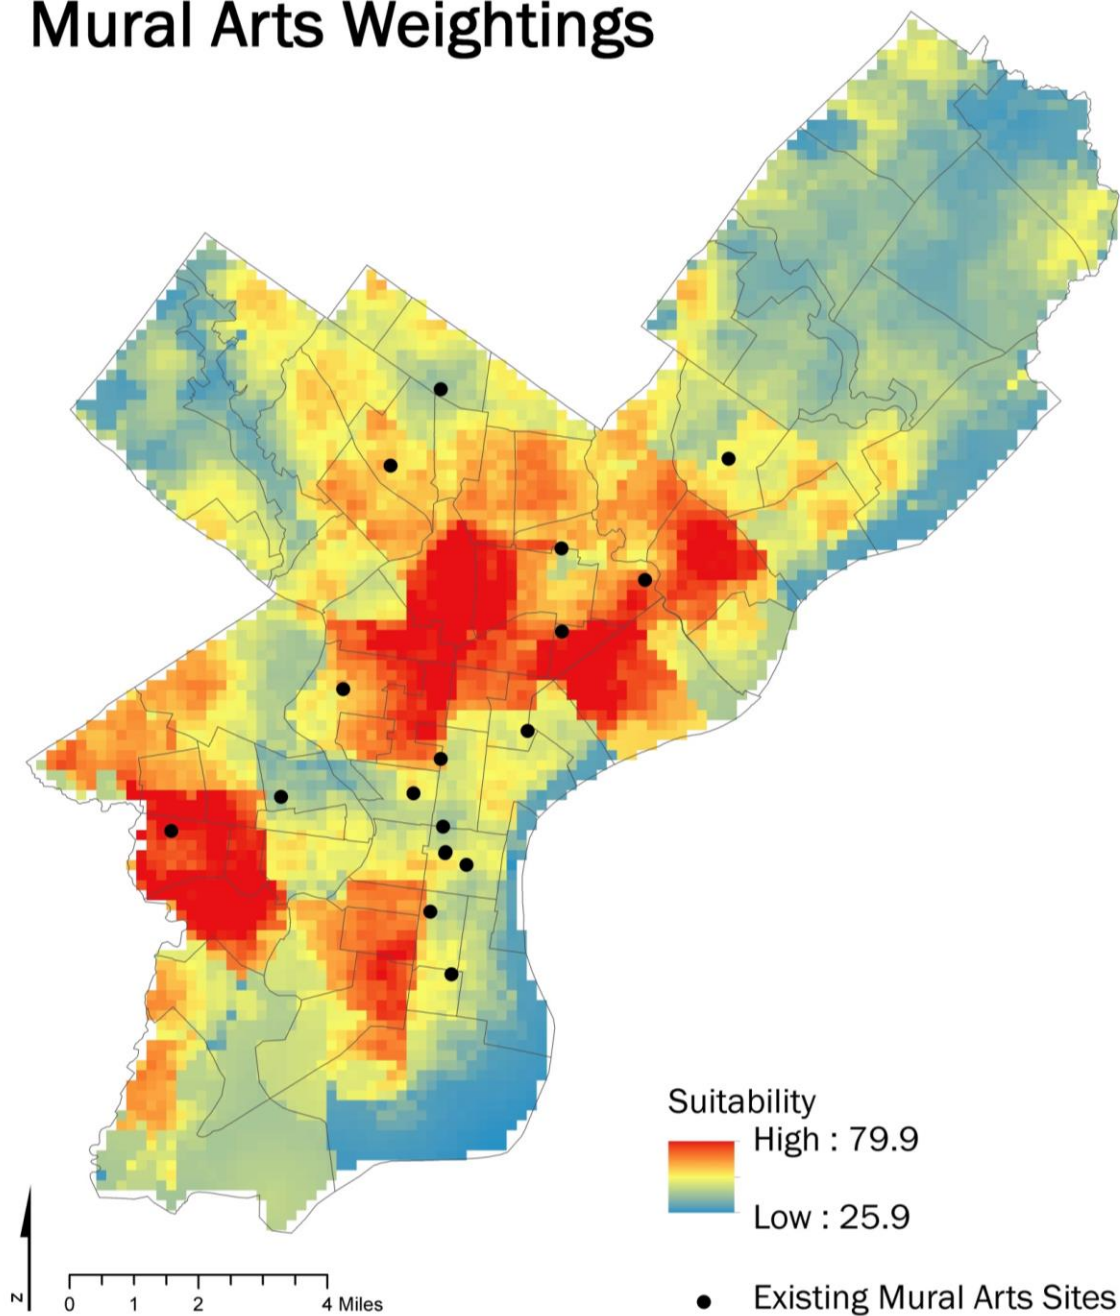 Mural Arts Weightings
Suitability
High : 79.9
Low : 25.9
Existing Mural Arts Sites
N
0 1 2 4 Miles